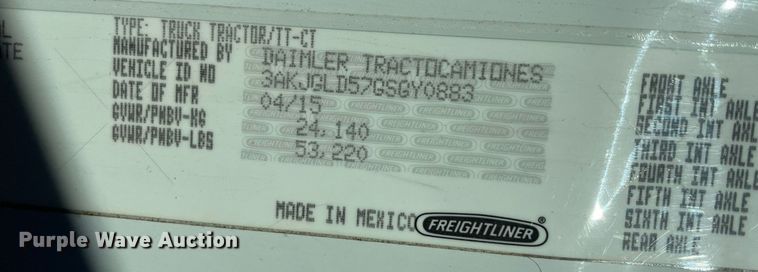 OL
ATE
TYPE: TRUCK TRACTOR/TT-CT
MANUFACTURED BY DAIMLER TRACTOCAMIONES
VEHICLE ID NO 3AKJGLD57GSGY0883
DATE OF MFR 04/15
GVWR/PNBV-KG 24,140
GVWR/PNBV-LBS 53,220
MADE IN MEXICO FREIGHTLINER®
FRONT AXLE
FIRST INT AXLE
SECOND INT AXLE
THIRD INT AXLE
FOURTH INT AXLE
FIFTH INT AXLE
SIXTH INT AXLE
REAR AXLE
Purple Wave Auction